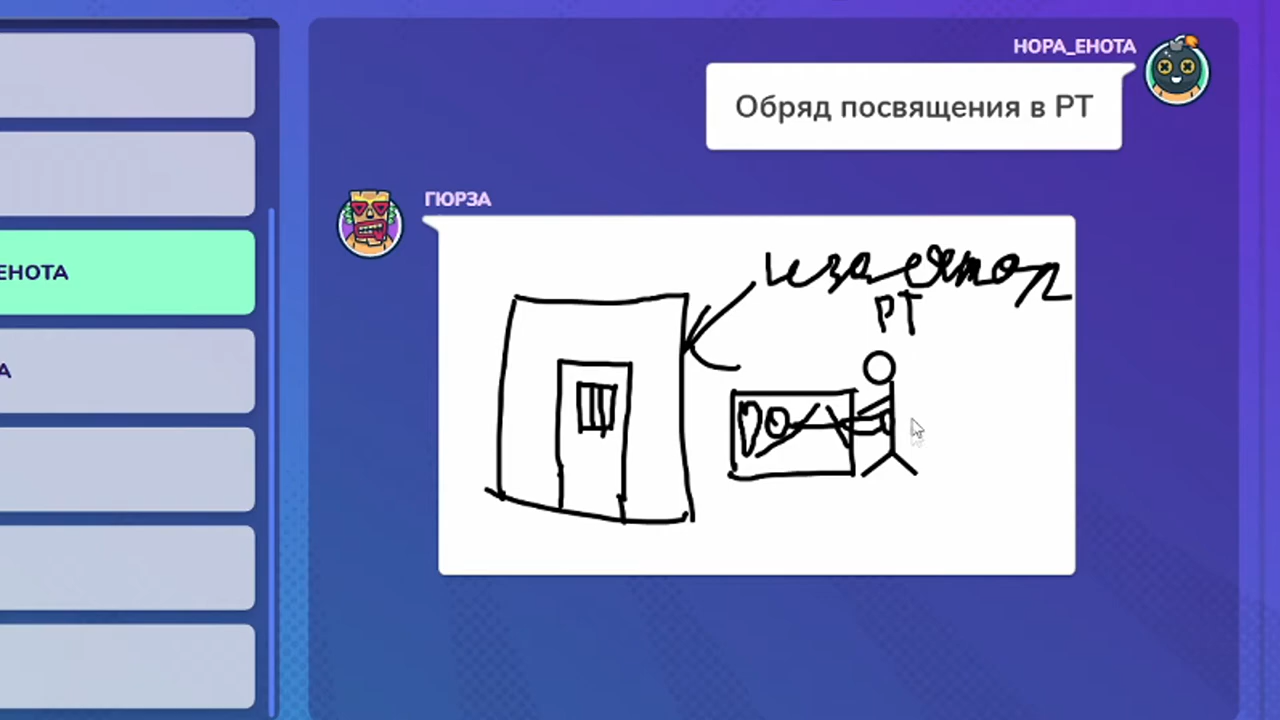 НОРА_ЕНОТА
Обряд посвящения в РТ
ГЮРЗА
ЕНОТА
А
РТ